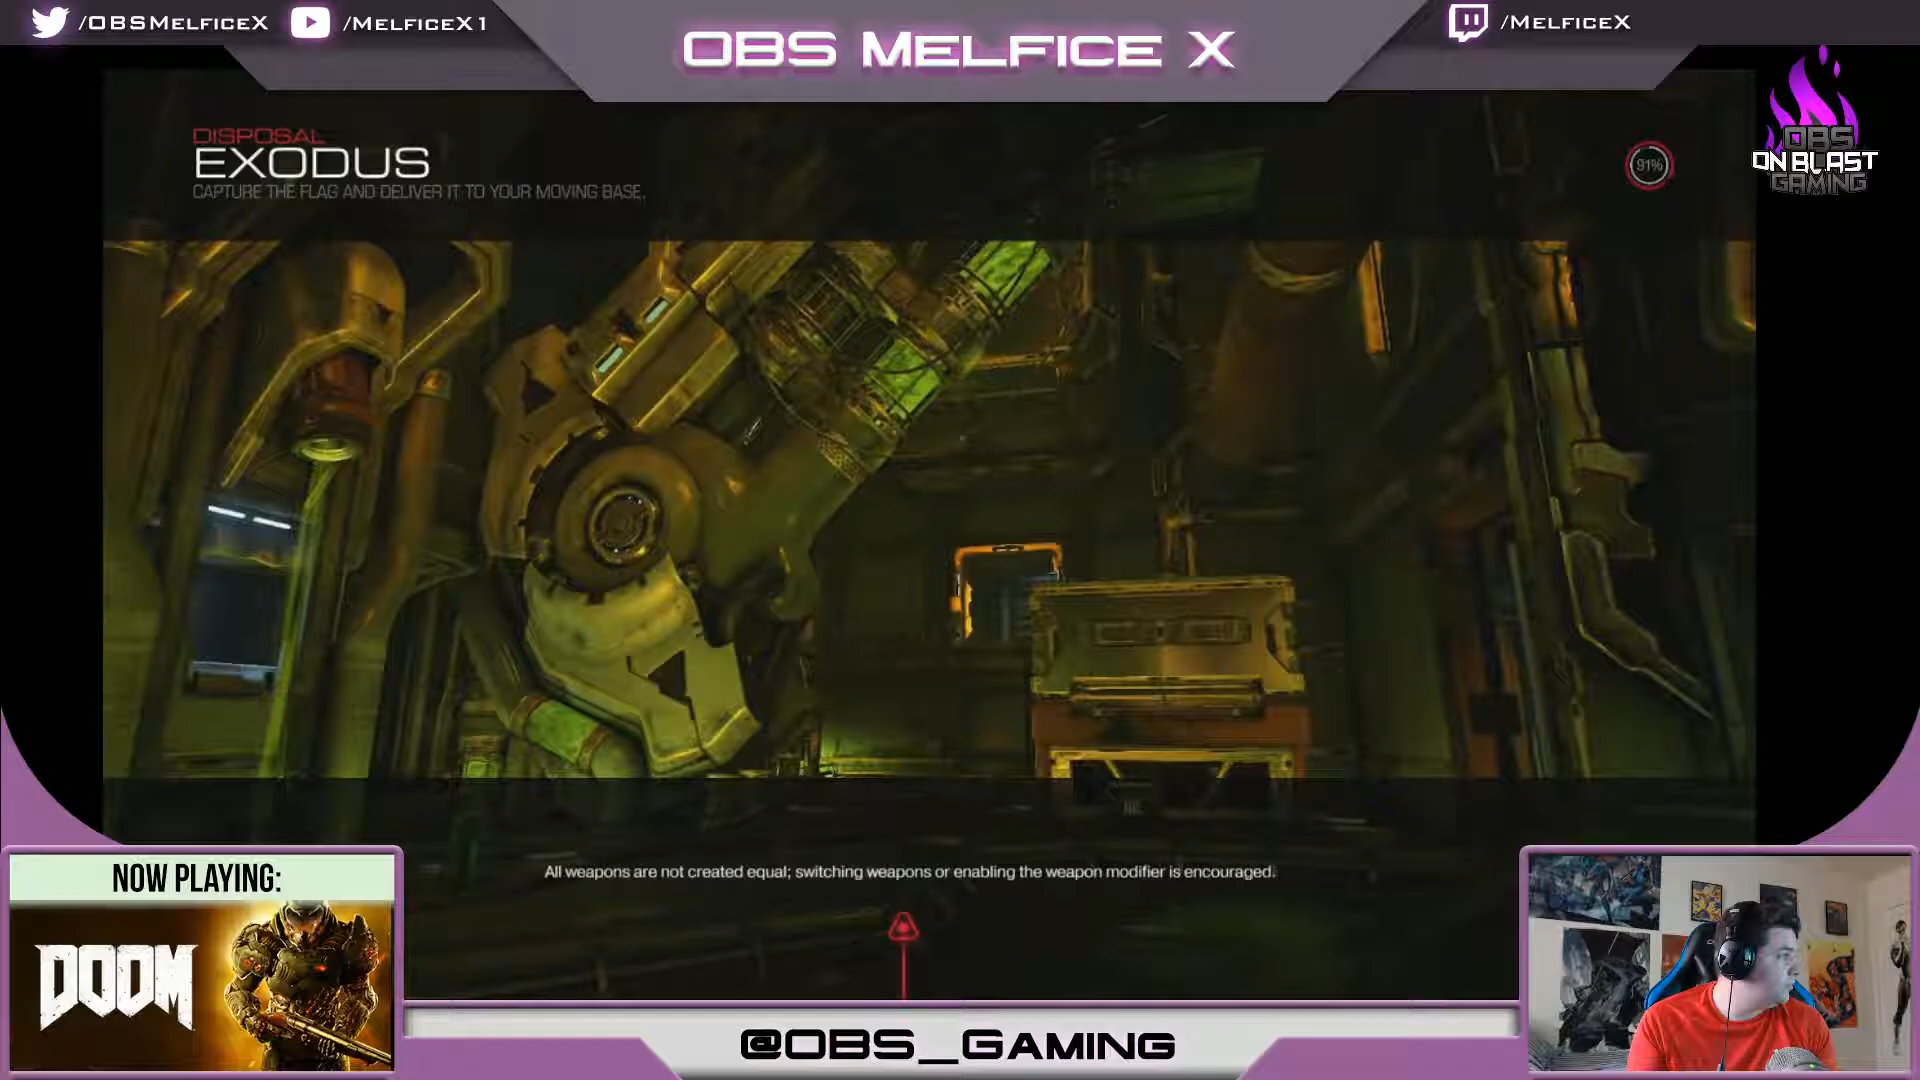 /OBSMelficeX
/MelficeX1
OBS Melfice X
/MelficeX
OBS
ON BLAST
GAMING
DISPOSAL
EXODUS
CAPTURE THE FLAG AND DELIVER IT TO YOUR MOVING BASE.
91%
All weapons are not created equal; switching weapons or enabling the weapon modifier is encouraged.
NOW PLAYING:
DOOM
@OBS_Gaming